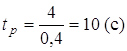 t_p = 4/0,4 = 10 (c)